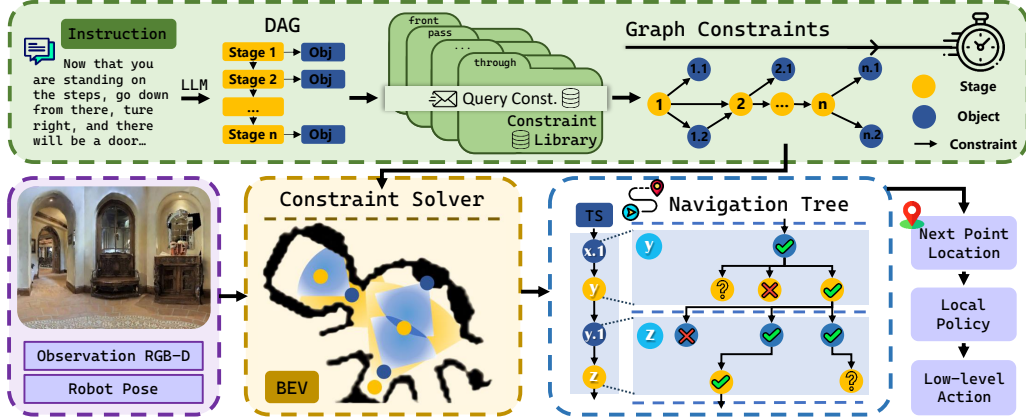 Instruction
Now that you
are standing on
the steps, go down
from there, ture
right, and there
will be a door…
LLM
DAG
Stage 1
Obj
Stage 2
Obj
...
Stage n
Obj
front
pass
...
through
Query Const.
Constraint
Library
Graph Constraints
1.1
2.1
n.1
1
2
...
n
1.2
n.2
Stage
Object
Constraint
Observation RGB-D
Robot Pose
Constraint Solver
BEV
Navigation Tree
TS
x.1
y
y.1
z
y
?
z
?
Next Point
Location
Local
Policy
Low-level
Action